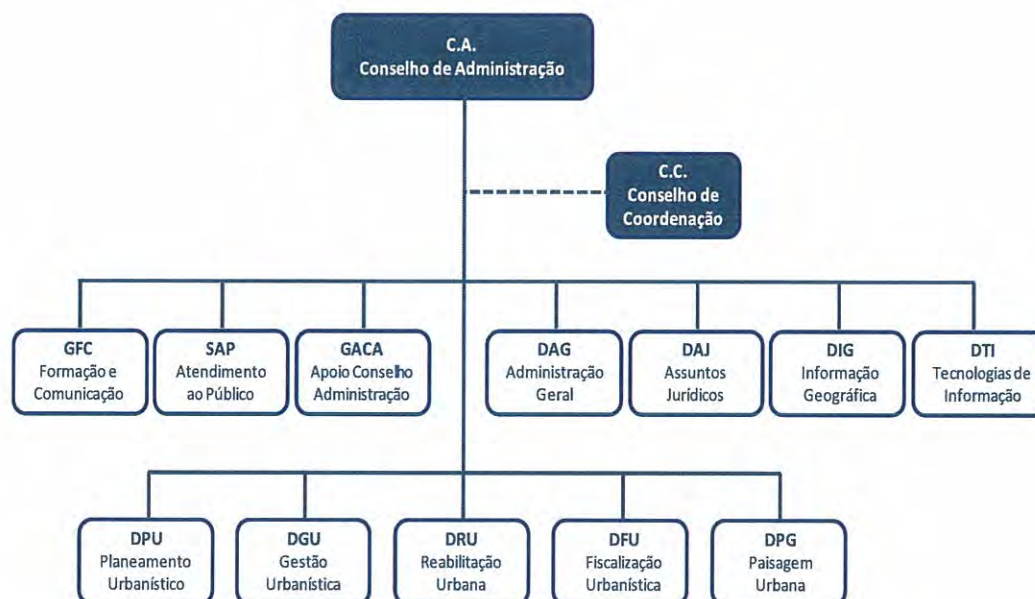 C.A.
Conselho de Administração
C.C.
Conselho de
Coordenação
GFC
Formação e
Comunicação
SAP
Atendimento
ao Público
GACA
Apoio Conselho
Administração
DAG
Administração
Geral
DAJ
Assuntos
Jurídicos
DIG
Informação
Geográfica
DTI
Tecnologias de
Informação
DPU
Planeamento
Urbanístico
DGU
Gestão
Urbanística
DRU
Reabilitação
Urbana
DFU
Fiscalização
Urbanística
DPG
Paisagem
Urbana